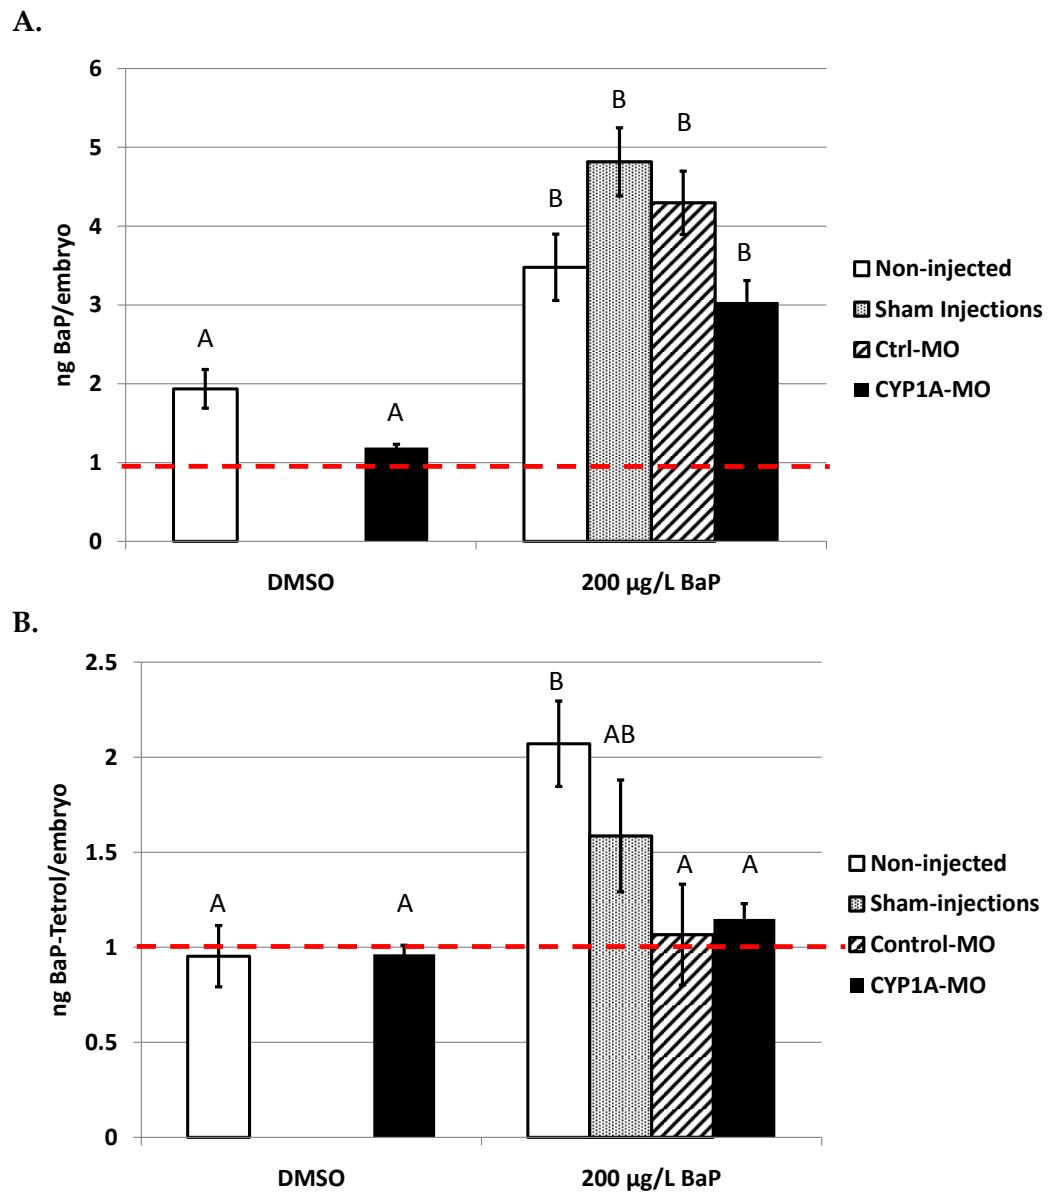 A.
6
5
4
3
2
1
0
ng BaP/embryo
A
A
B
B
B
B
DMSO
200 µg/L BaP
Non-injected
Sham Injections
Ctrl-MO
CYP1A-MO
B.
2.5
2
1.5
1
0.5
0
ng BaP-Tetrol/embryo
A
A
B
AB
A
A
DMSO
200 µg/L BaP
Non-injected
Sham-injections
Control-MO
CYP1A-MO